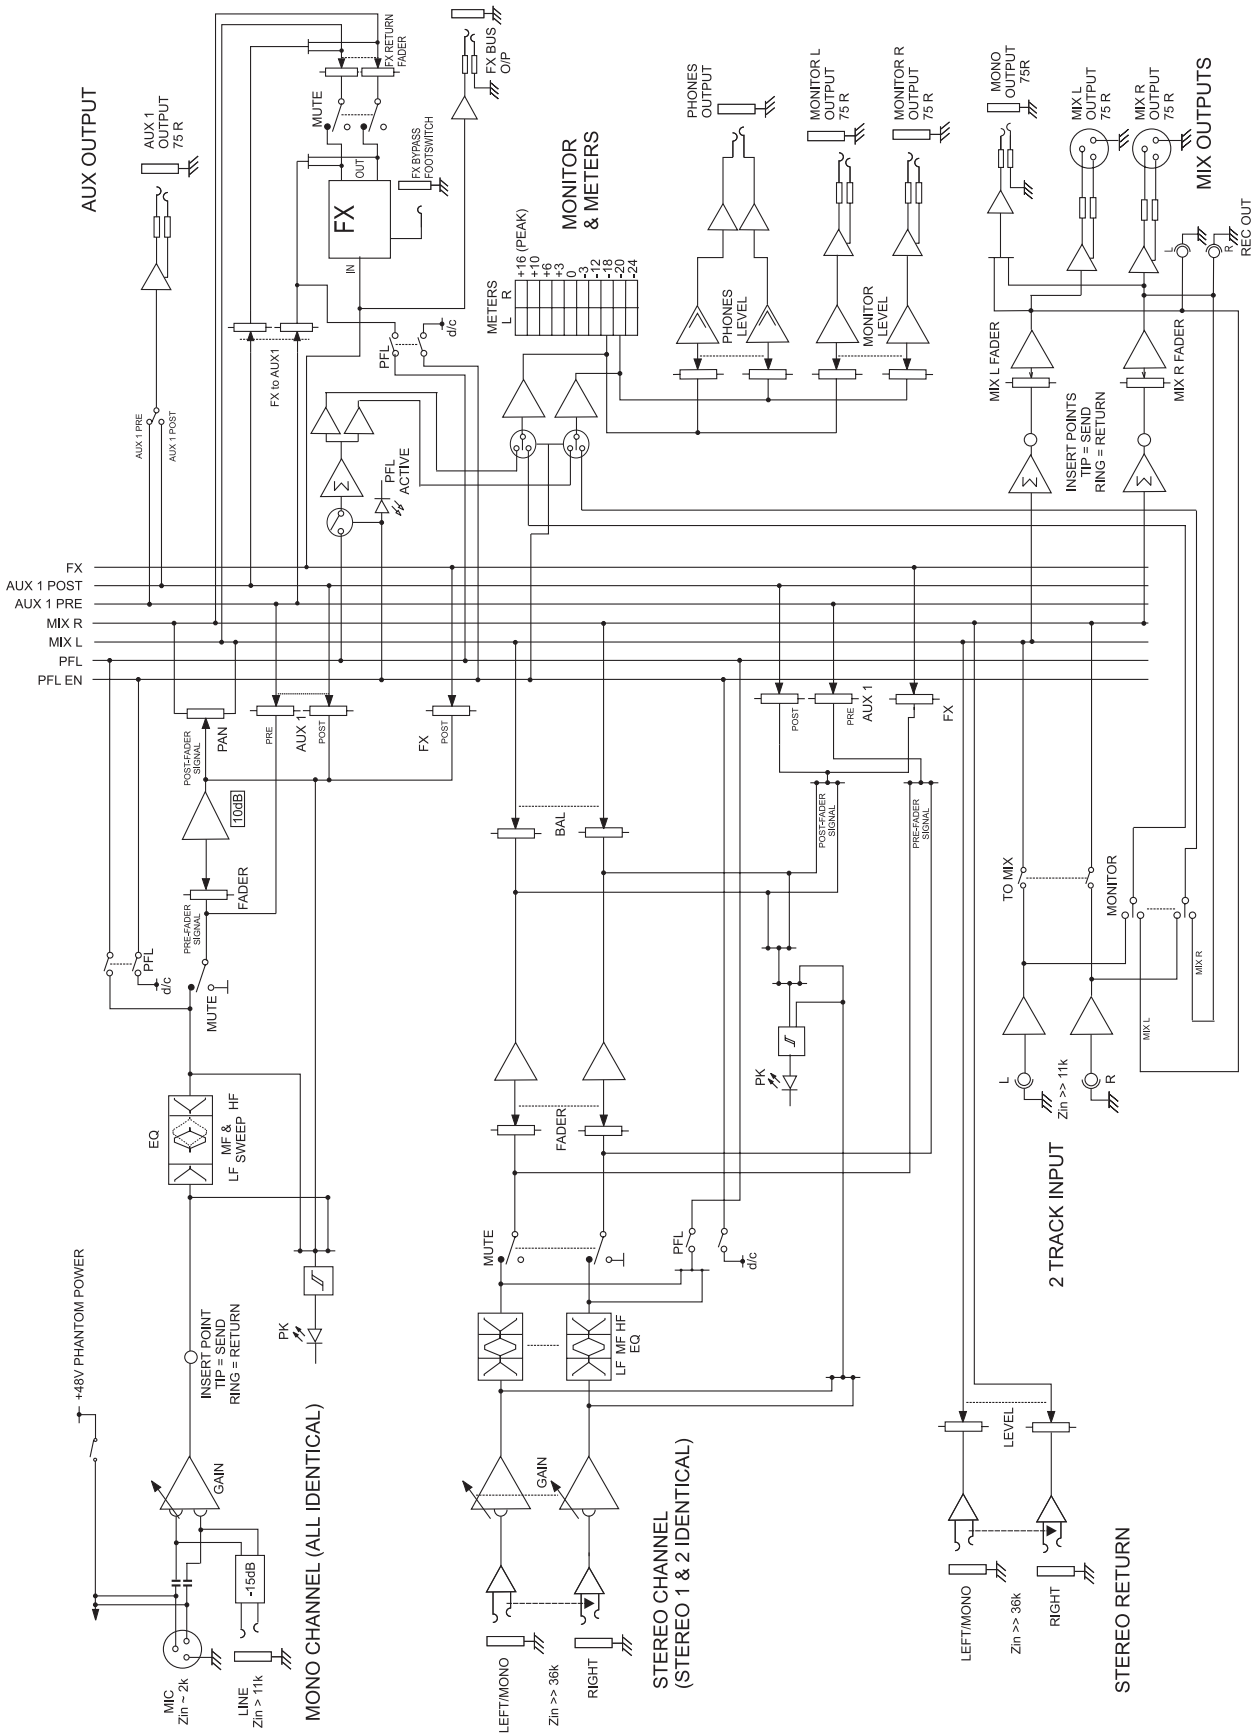 AUX OUTPUT
AUX 1
OUTPUT
75 R
AUX 1 PRE
AUX 1 POST
FX to AUX1
MUTE
FX RETURN
FADER
FX
IN
OUT
FX BYPASS
FOOTSWITCH
FX BUS
O/P
PFL
d/c
PFL
ACTIVE
Σ
MONITOR
& METERS
METERS
L R
+16 (PEAK)
+10
+6
+3
0
-3
-12
-18
-20
-24
PHONES
OUTPUT
MONITOR L
OUTPUT
75 R
MONITOR R
OUTPUT
75 R
PHONES
LEVEL
MONITOR
LEVEL
MONO
OUTPUT
75R
MIX L
OUTPUT
75 R
MIX R
OUTPUT
75 R
MIX OUTPUTS
L
R
REC OUT
MIX L FADER
MIX R FADER
INSERT POINTS
TIP = SEND
RING = RETURN
Σ
Σ
FX
AUX 1 POST
AUX 1 PRE
MIX R
MIX L
PFL
PFL EN
PAN
POST-FADER
SIGNAL
10dB
FADER
PRE-FADER
SIGNAL
PRE
AUX 1
POST
FX
POST
PFL
d/c
MUTE
EQ
LF
MF &
SWEEP
HF
PK
INSERT POINT
TIP = SEND
RING = RETURN
+48V PHANTOM POWER
GAIN
-15dB
MIC
Zin ~ 2k
LINE
Zin > 11k
MONO CHANNEL (ALL IDENTICAL)
BAL
POST
PRE
AUX 1
FX
POST-FADER
SIGNAL
PRE-FADER
SIGNAL
PK
FADER
MUTE
PFL
d/c
LF MF HF
EQ
GAIN
LEFT/MONO
Zin >> 36k
RIGHT
STEREO CHANNEL
(STEREO 1 & 2 IDENTICAL)
TO MIX
MONITOR
MIX L
MIX R
L
Zin >> 11k
R
2 TRACK INPUT
LEVEL
LEFT/MONO
Zin >> 36k
RIGHT
STEREO RETURN